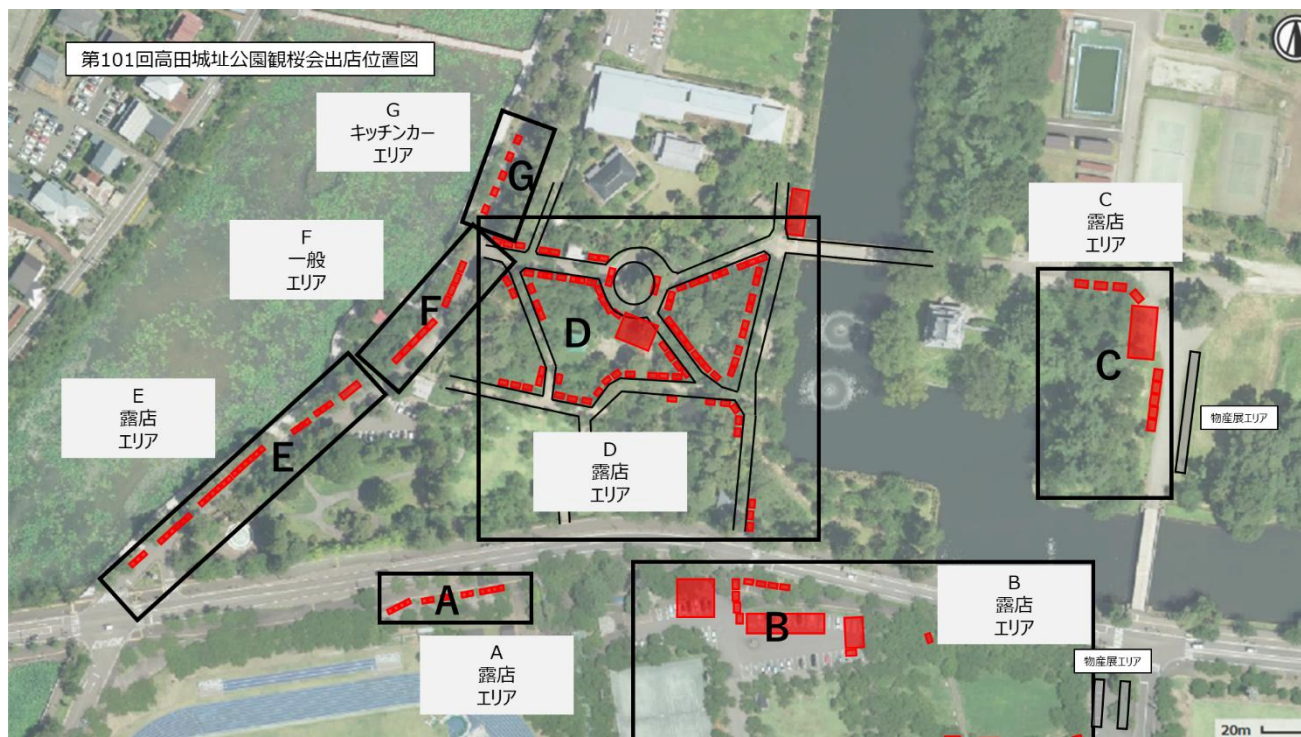 第101回高田城址公園観桜会出店位置図
G
キッチンカー
エリア
G
F
一般
エリア
F
C
露店
エリア
C
物産展エリア
D
D
露店
エリア
E
露店
エリア
E
A
A
露店
エリア
B
B
露店
エリア
物産展エリア
20m